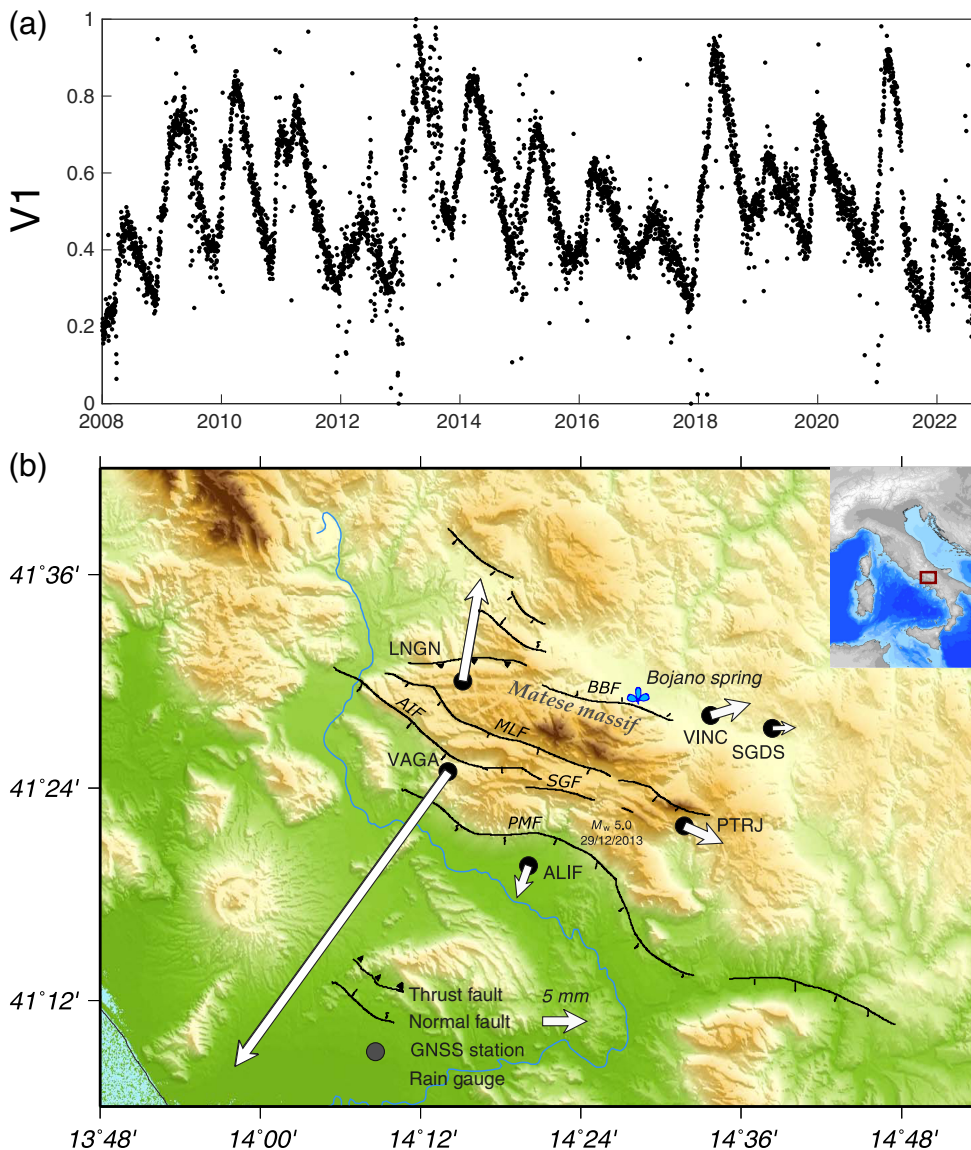 (a)
1
0.8
0.6
0.4
0.2
0
V1
2008 2010 2012 2014 2016 2018 2020 2022
(b)
41˚36'
41˚24'
41˚12'
LNGN
Bojano spring
BBF
Matese massif
AIF
MLF
VINC
SGDS
VAGA
SGF
PTRJ
PMF
Mw 5.0
29/12/2013
ALIF
Thrust fault
5 mm
Normal fault
GNSS station
Rain gauge
13˚48' 14˚00' 14˚12' 14˚24' 14˚36' 14˚48'